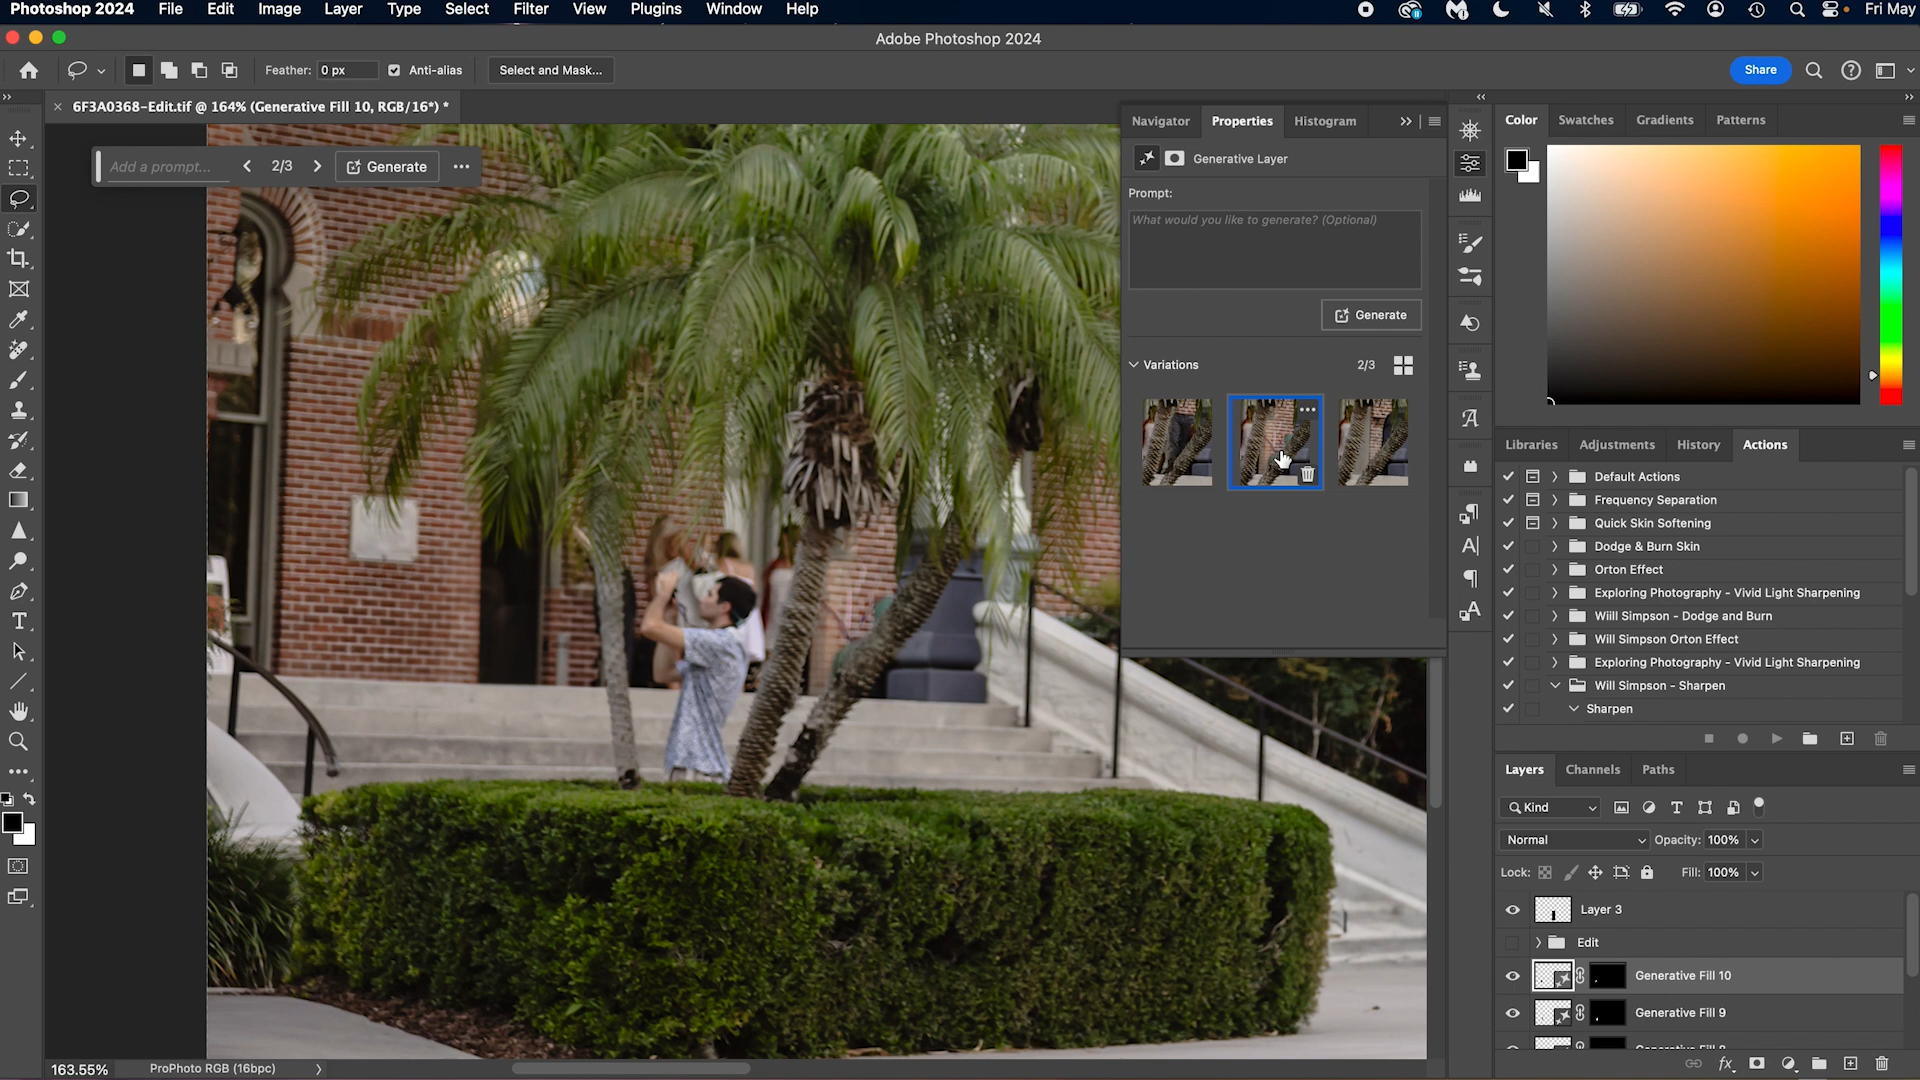 Photoshop 2024 File Edit Image Layer Type Select Filter View Plugins Window Help Fri May
Adobe Photoshop 2024
Feather: 0 px Anti-alias Select and Mask... Share
6F3A0368-Edit.tif @ 164% (Generative Fill 10, RGB/16*) *
Add a prompt... 2/3 Generate
Navigator Properties Histogram
Generative Layer
Prompt:
What would you like to generate? (Optional)
Generate
Variations 2/3
Color Swatches Gradients Patterns
Libraries Adjustments History Actions
Default Actions
Frequency Separation
Quick Skin Softening
Dodge & Burn Skin
Orton Effect
Exploring Photography - Vivid Light Sharpening
Wiill Simpson - Dodge and Burn
Will Simpson Orton Effect
Exploring Photography - Vivid Light Sharpening
Will Simpson - Sharpen
Sharpen
Layers Channels Paths
Kind
Normal Opacity: 100%
Lock: Fill: 100%
Layer 3
Edit
Generative Fill 10
Generative Fill 9
Generative Fill 8
163.55% ProPhoto RGB (16bpc)